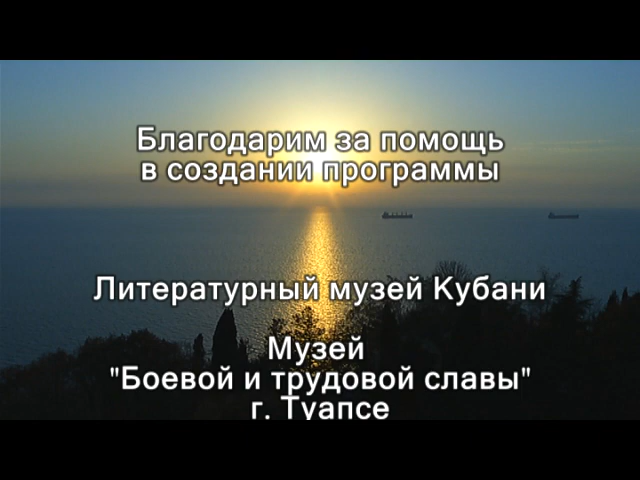 Благодарим за помощь
в создании программы
Литературный музей Кубани
Музей
"Боевой и трудовой славы"
г. Туапсе